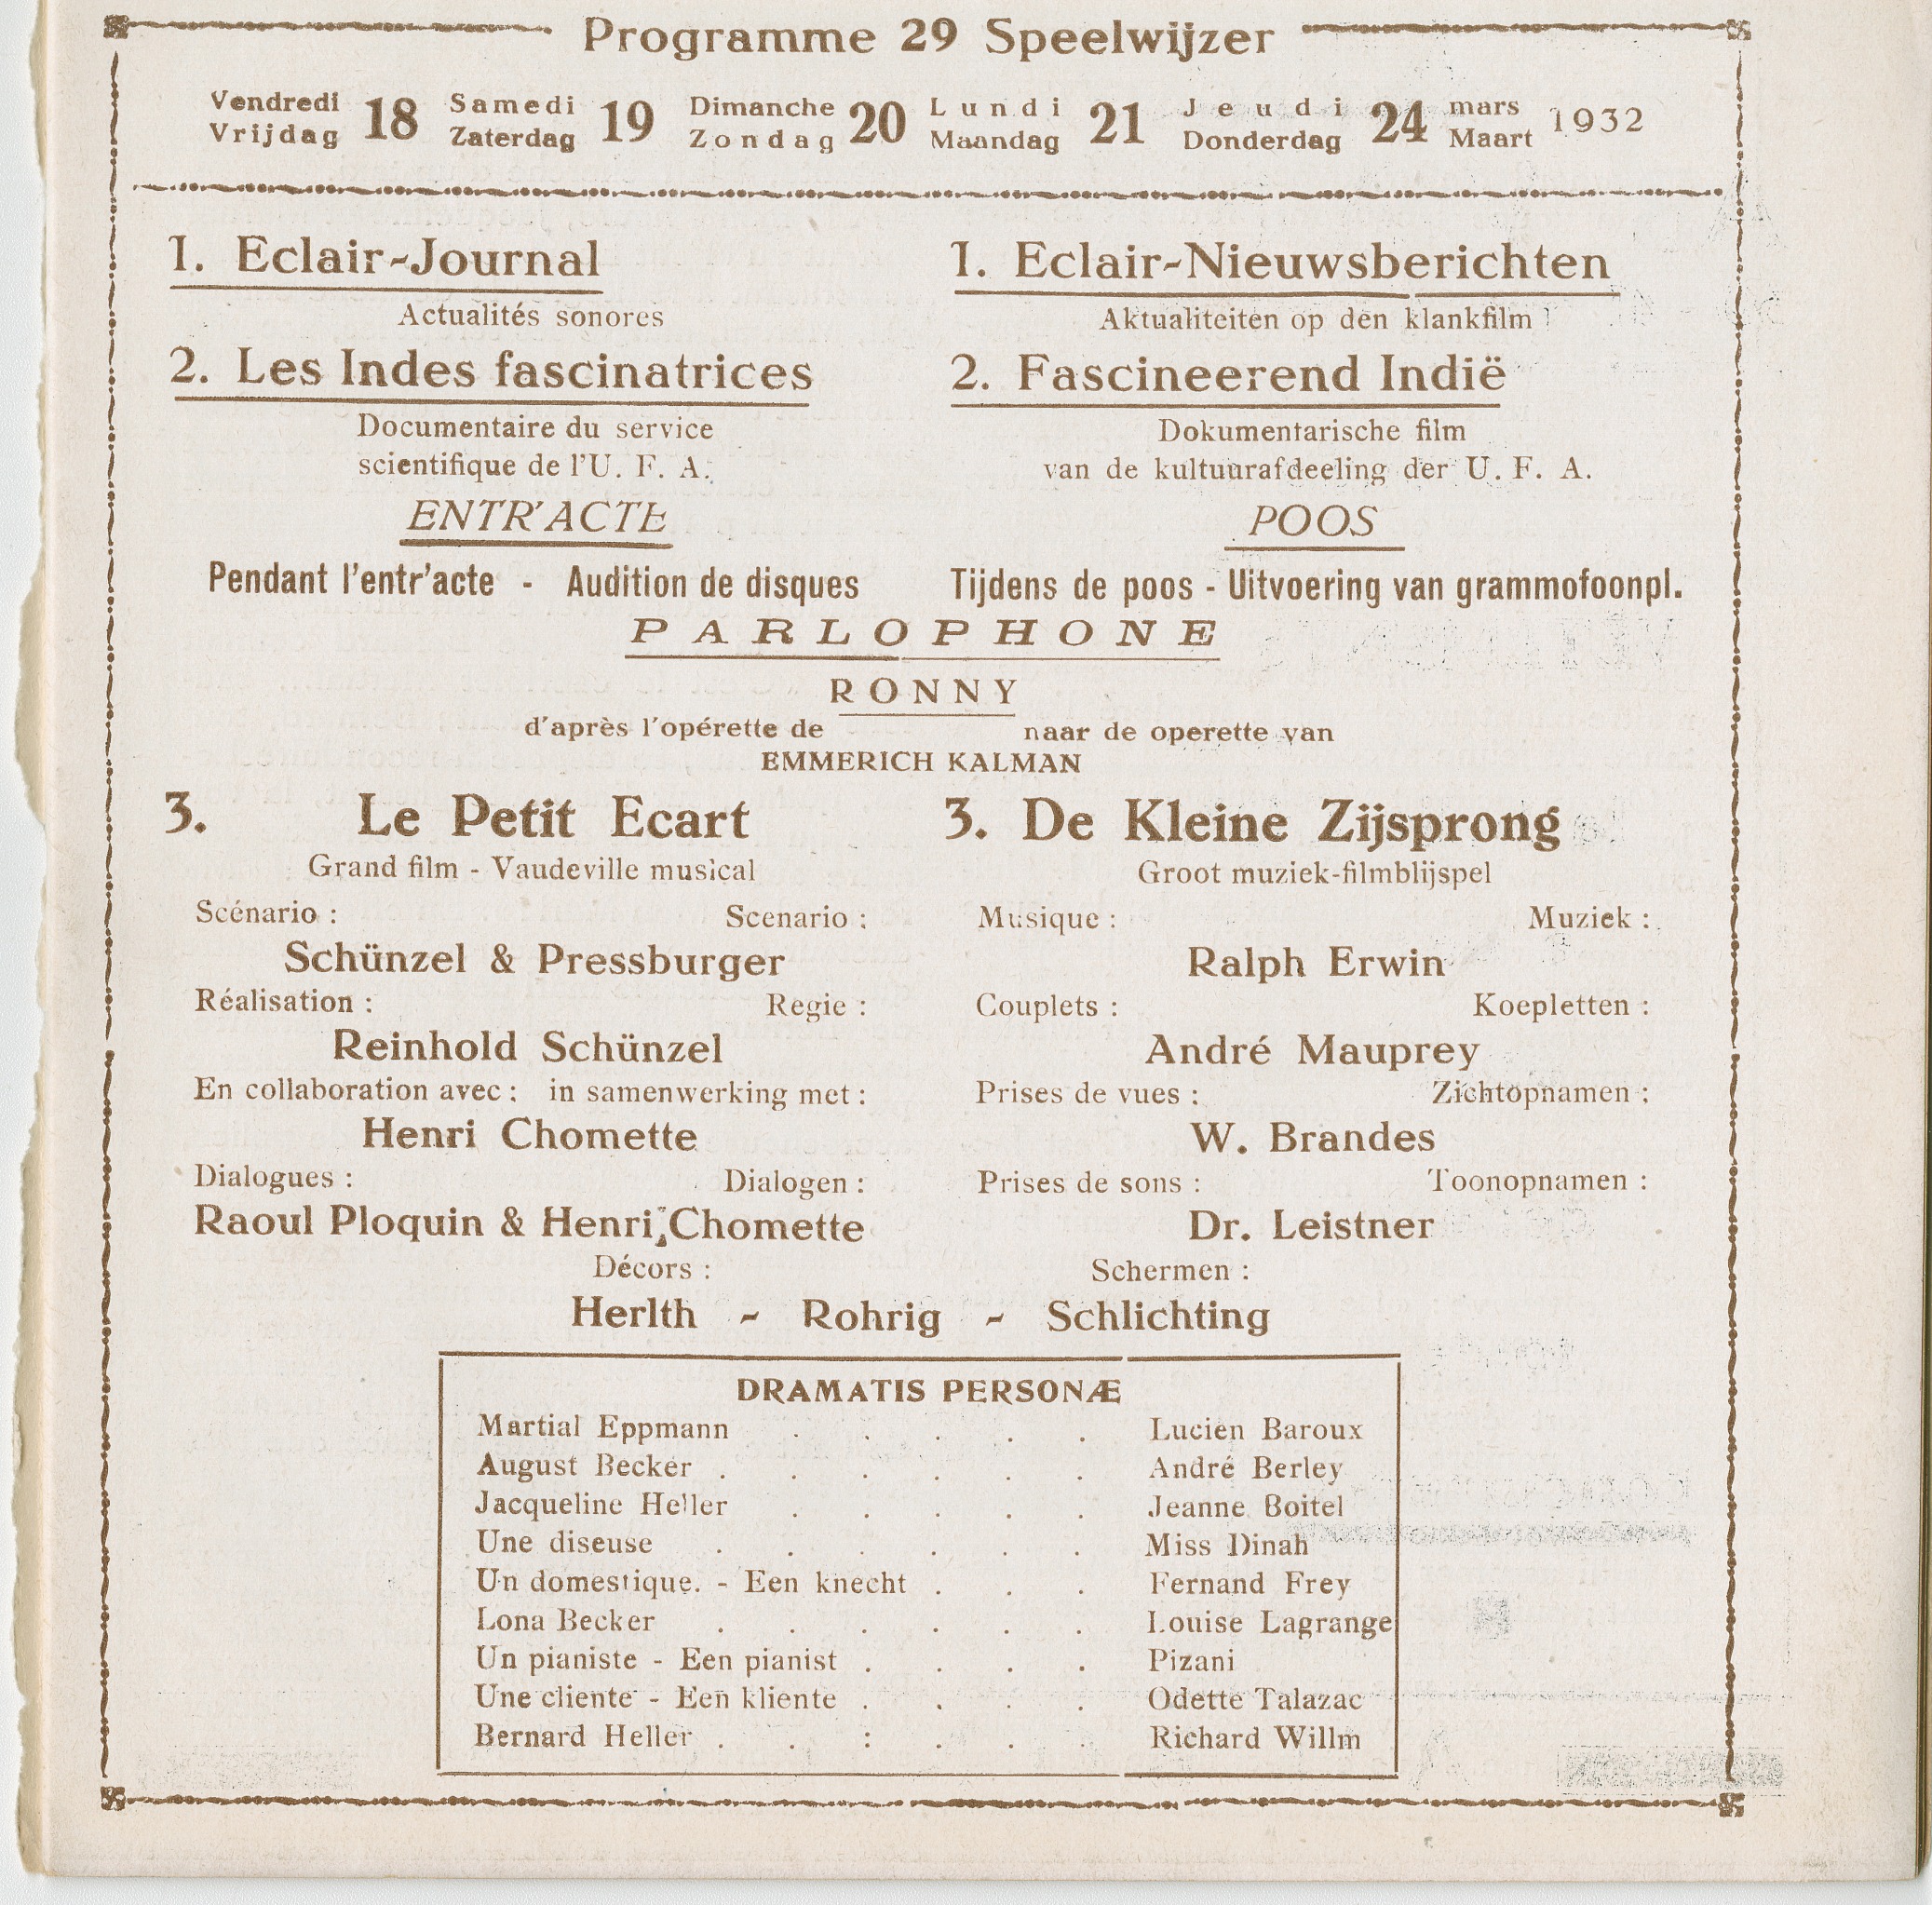 Programme 29 Speelwijzer
Vendredi 18 Samedi 19 Dimanche 20 Lundi 21 Jeudi 24 mars 1932
Vrijdag Zaterdag Zondag Maandag Donderdag Maart
1. Eclair-Journal
Actualités sonores
2. Les Indes fascinatrices
Documentaire du service
scientifique de l'U. F. A.
ENTR'ACTE
Pendant l'entr'acte - Audition de disques
1. Eclair-Nieuwsberichten
Aktualiteiten op den klankfilm
2. Fascineerend Indië
Dokumentarische film
van de kultuurafdeeling der U. F. A.
POOS
Tijdens de poos - Uitvoering van grammofoonpl.
PARLOPHONE
RONNY
d'après l'opérette de naar de operette van
EMMERICH KALMAN
3. Le Petit Ecart
Grand film - Vaudeville musical
3. De Kleine Zijsprong
Groot muziek-filmblijspel
Scénario : Scenario :
Schünzel & Pressburger
Réalisation : Regie :
Reinhold Schünzel
En collaboration avec : in samenwerking met :
Henri Chomette
Dialogues : Dialogen :
Raoul Ploquin & Henri Chomette
Musique : Muziek :
Ralph Erwin
Couplets : Koepletten :
André Mauprey
Prises de vues : Zichtopnamen :
W. Brandes
Prises de sons : Toonopnamen :
Dr. Leistner
Décors : Schermen :
Herlth - Rohrig - Schlichting
DRAMATIS PERSONÆ
Martial Eppmann . . . . . Lucien Baroux
August Becker . . . . . . André Berley
Jacqueline Heller . . . . . Jeanne Boitel
Une diseuse . . . . . . Miss Dinah
Un domestique. - Een knecht . . . Fernand Frey
Lona Becker . . . . . . Louise Lagrange
Un pianiste - Een pianist . . . . Pizani
Une cliente - Een kliente . . . . Odette Talazac
Bernard Heller . . : . . Richard Willm